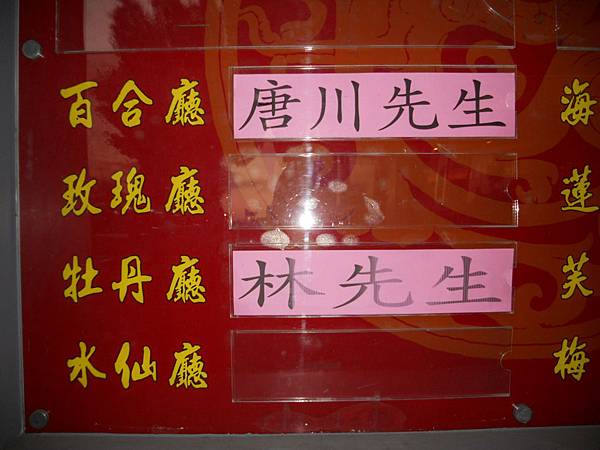 百合廳 唐川先生 海
玫瑰廳 蓮
牡丹廳 林先生 芙
水仙廳 梅